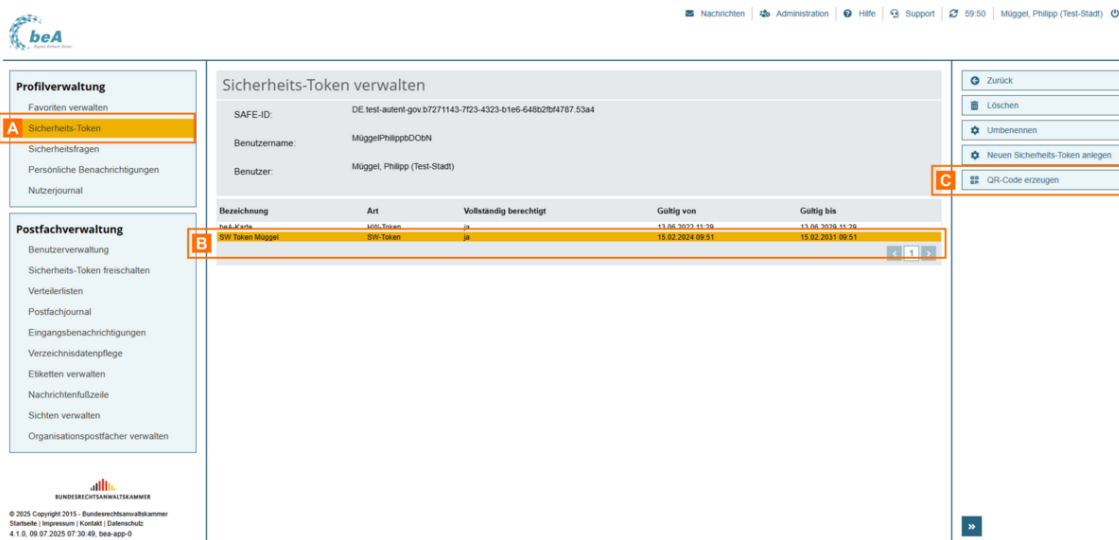 Nachrichten Administration Hilfe Support 59:50 Müggel, Philipp (Test-Stadt)
beA
Profilverwaltung
Favoriten verwalten
A Sicherheits-Token
Sicherheitsfragen
Persönliche Benachrichtigungen
Nutzerjournal
Postfachverwaltung
Benutzerverwaltung
Sicherheits-Token freischalten
Verteilerlisten
Postfachjournal
Eingangsbenachrichtigungen
Verzeichnisdatenpflege
Etiketten verwalten
Nachrichtenfußzeile
Sichten verwalten
Organisationspostfächer verwalten
BUNDESRECHTSANWALTSKAMMER
© 2025 Copyright 2015 - Bundesrechtsanwaltskammer
Startseite | Impressum | Kontakt | Datenschutz
4.1.0, 09.07.2025 07:30:49, bea-app-0
Sicherheits-Token verwalten
SAFE-ID: DE.test-autent-gov.b7271143-7f23-4323-b1e6-648b2fbf4787.53a4
Benutzername: MüggelPhilippbDObN
Benutzer: Müggel, Philipp (Test-Stadt)
Bezeichnung Art Vollständig berechtigt Gültig von Gültig bis
beA-Karte HW-Token ja 13.06.2022 11:29 13.06.2029 11:29
B SW Token Müggel SW-Token ja 15.02.2024 09:51 15.02.2031 09:51
< 1 >
Zurück
Löschen
Umbenennen
Neuen Sicherheits-Token anlegen
C QR-Code erzeugen
»